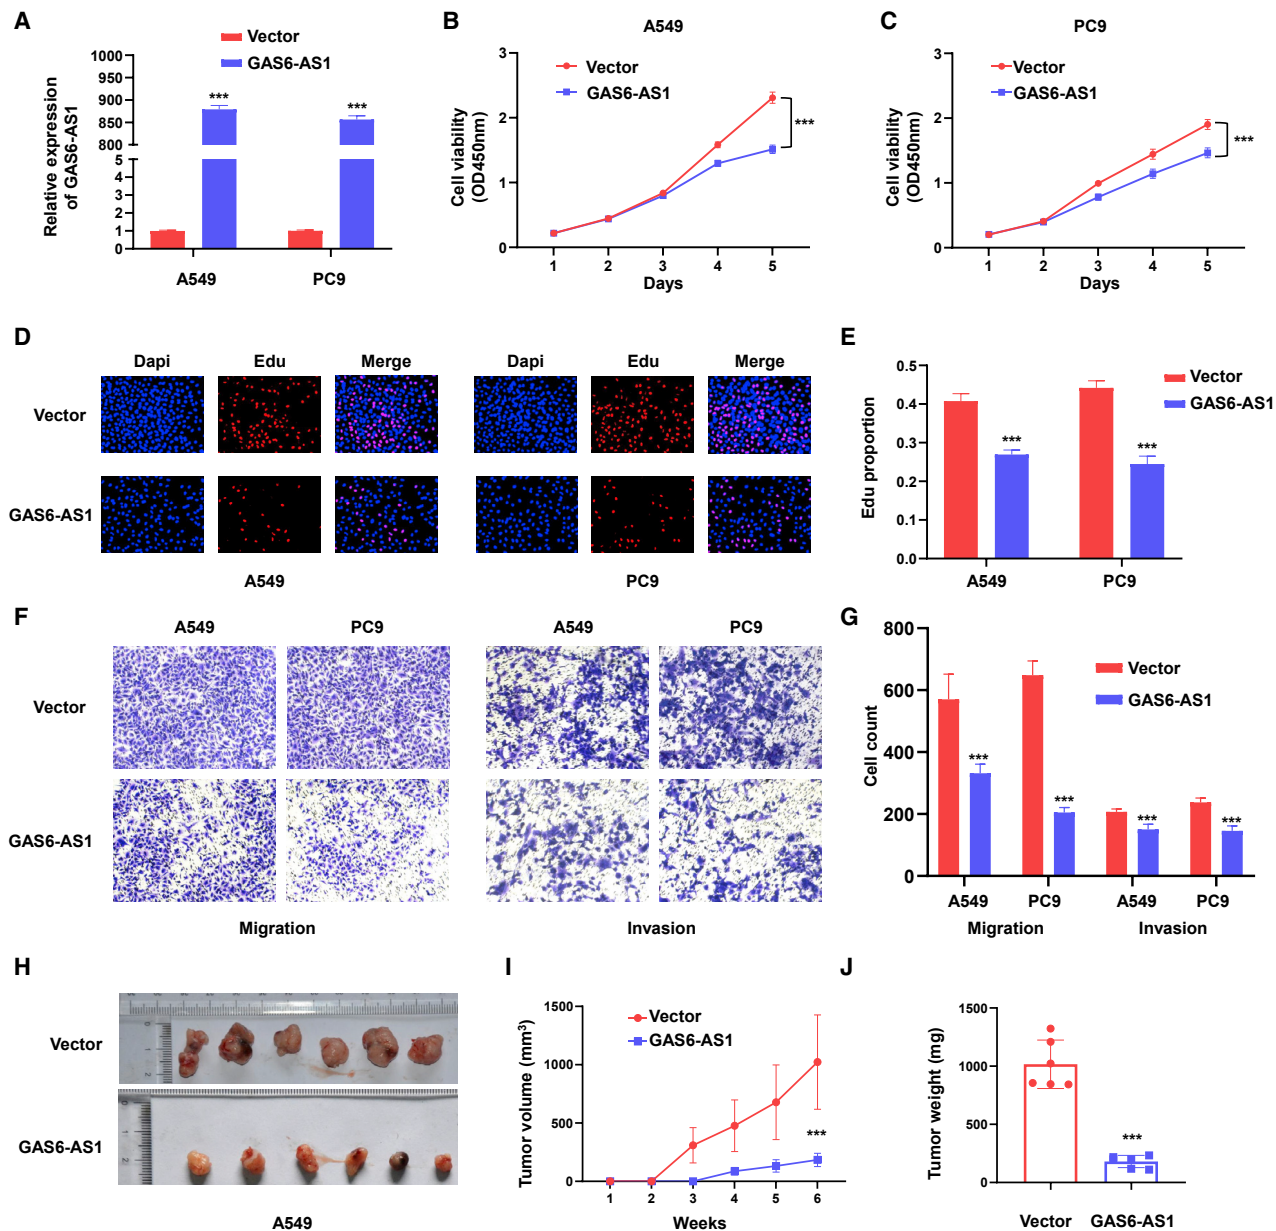 A
Vector
GAS6-AS1
Relative expression
of GAS6-AS1
1000
950
900
850
800
5
4
3
2
1
0
***
***
A549
PC9
B
A549
Vector
GAS6-AS1
Cell viability
(OD450nm)
3
2
1
0
***
1 2 3 4 5
Days
C
PC9
Vector
GAS6-AS1
Cell viability
(OD450nm)
3
2
1
0
***
1 2 3 4 5
Days
D
Dapi Edu Merge Dapi Edu Merge
Vector
GAS6-AS1
A549 PC9
E
Vector
GAS6-AS1
Edu proportion
0.5
0.4
0.3
0.2
0.1
0.0
***
***
A549 PC9
F
A549 PC9 A549 PC9
Vector
GAS6-AS1
Migration Invasion
G
Vector
GAS6-AS1
Cell count
800
600
400
200
0
***
***
***
***
A549 PC9 A549 PC9
Migration Invasion
H
Vector
GAS6-AS1
A549
I
Vector
GAS6-AS1
Tumor volume (mm³)
1500
1000
500
0
***
1 2 3 4 5 6
Weeks
J
Tumor weight (mg)
1500
1000
500
0
***
Vector GAS6-AS1